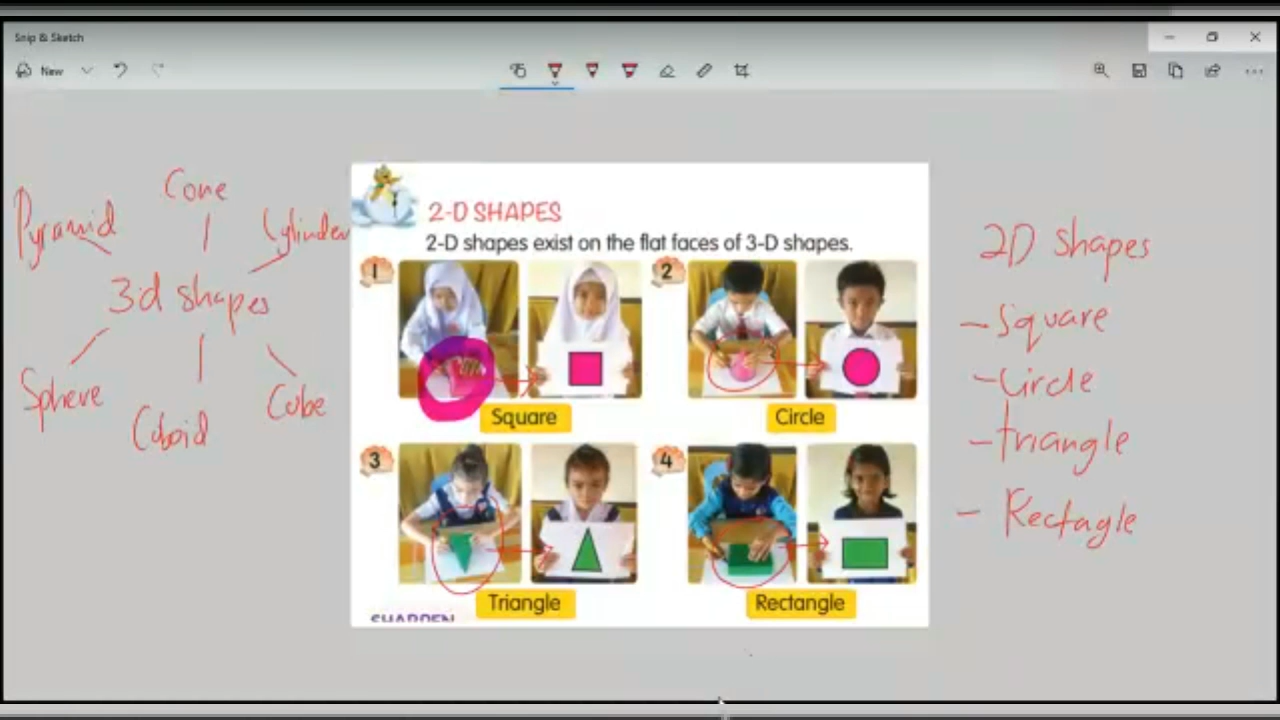 Snip & Sketch
New
Cone
Pyramid
Cylinder
3d shapes
Sphere
Cuboid
Cube
2-D SHAPES
2-D shapes exist on the flat faces of 3-D shapes.
1
Square
2
Circle
3
Triangle
4
Rectangle
SHARPEN
2D shapes
- Square
- Circle
- triangle
- Rectagle